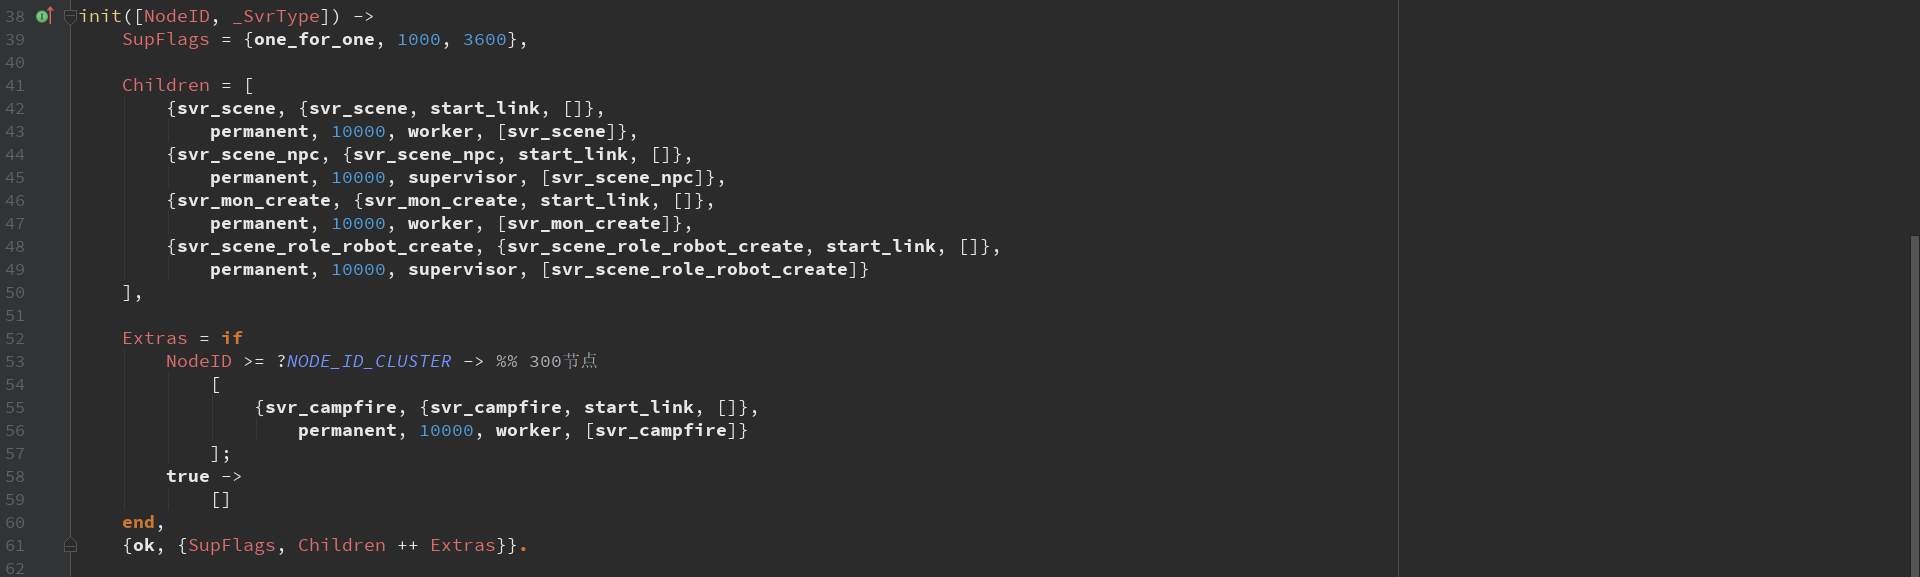 38 init([NodeID, _SvrType]) ->
39     SupFlags = {one_for_one, 1000, 3600},
40
41     Children = [
42         {svr_scene, {svr_scene, start_link, []},
43             permanent, 10000, worker, [svr_scene]},
44         {svr_scene_npc, {svr_scene_npc, start_link, []},
45             permanent, 10000, supervisor, [svr_scene_npc]},
46         {svr_mon_create, {svr_mon_create, start_link, []},
47             permanent, 10000, worker, [svr_mon_create]},
48         {svr_scene_role_robot_create, {svr_scene_role_robot_create, start_link, []},
49             permanent, 10000, supervisor, [svr_scene_role_robot_create]}
50     ],
51
52     Extras = if
53         NodeID >= ?NODE_ID_CLUSTER -> %% 300节点
54             [
55                 {svr_campfire, {svr_campfire, start_link, []},
56                     permanent, 10000, worker, [svr_campfire]}
57             ];
58         true ->
59             []
60     end,
61     {ok, {SupFlags, Children ++ Extras}}.
62